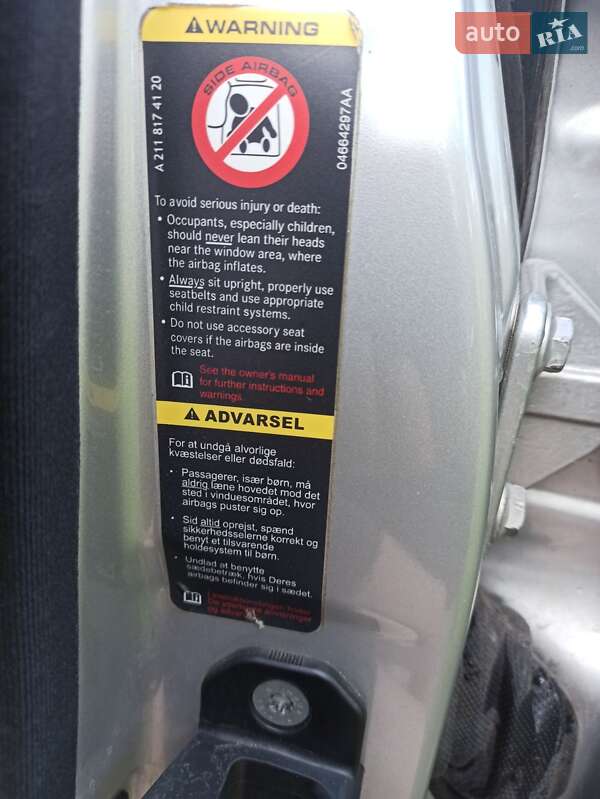 auto RIA.com
WARNING
SIDE AIRBAG
A 211 817 41 20
04664297AA
To avoid serious injury or death:
• Occupants, especially children,
should never lean their heads
near the window area, where
the airbag inflates.
• Always sit upright, properly use
seatbelts and use appropriate
child restraint systems.
• Do not use accessory seat
covers if the airbags are inside
the seat.
See the owner's manual
for further instructions and
warnings.
ADVARSEL
For at undgå alvorlige
kvæstelser eller dødsfald:
• Passagerer, især børn, må
aldrig læne hovedet mod det
sted i vinduesområdet, hvor
airbags puster sig op.
• Sid altid oprejst, spænd
sikkerhedsselerne korrekt og
benyt et tilsvarende
holdesystem til børn.
• Undlad at benytte
sædebetræk, hvis Deres
airbags befinder sig i sædet.